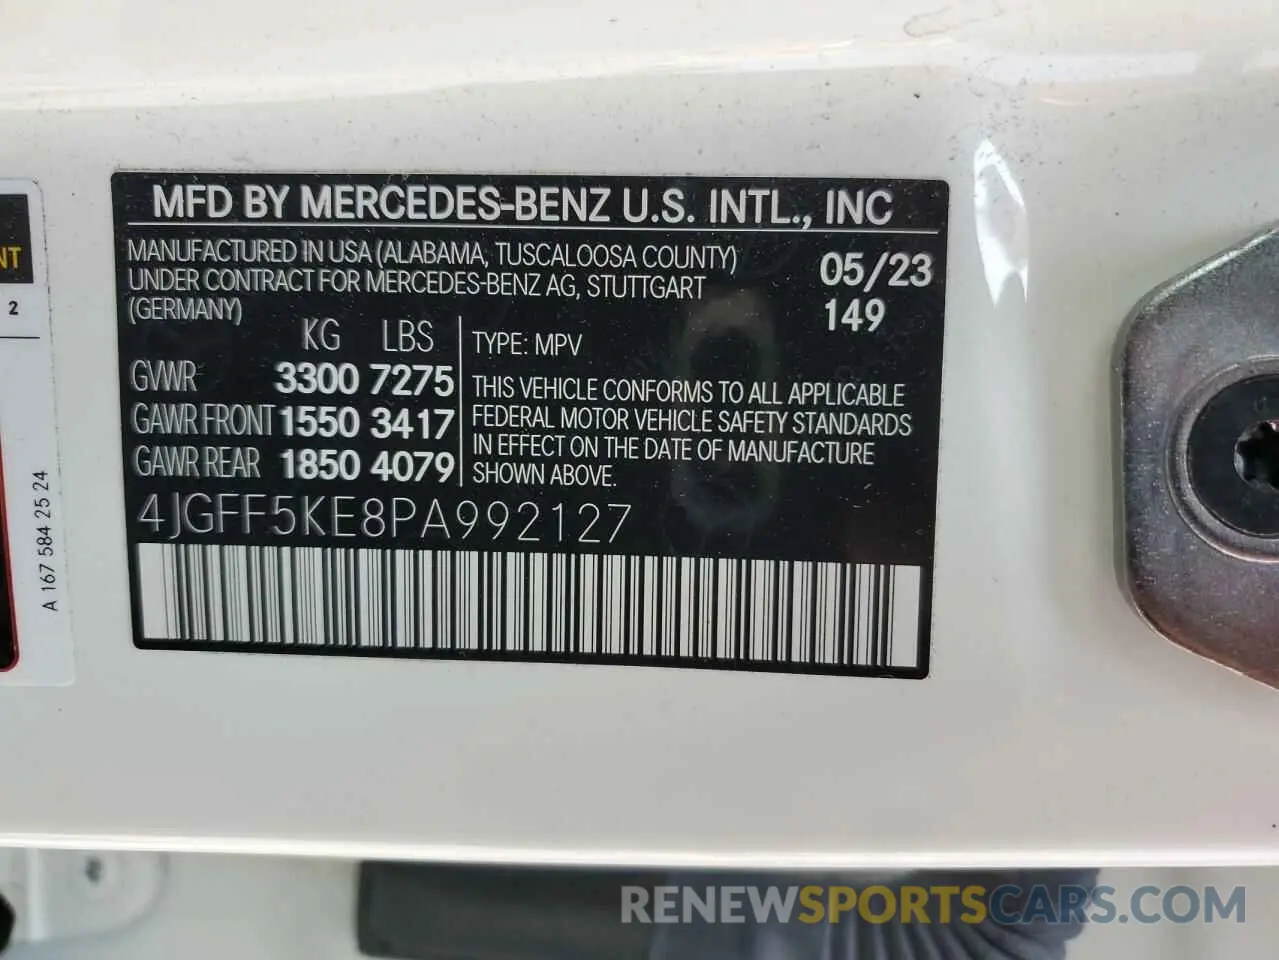 MFD BY MERCEDES-BENZ U.S. INTL., INC
MANUFACTURED IN USA (ALABAMA, TUSCALOOSA COUNTY)
UNDER CONTRACT FOR MERCEDES-BENZ AG, STUTTGART
(GERMANY)
05/23
149
KG LBS
GVWR 3300 7275
GAWR FRONT 1550 3417
GAWR REAR 1850 4079
TYPE: MPV
THIS VEHICLE CONFORMS TO ALL APPLICABLE
FEDERAL MOTOR VEHICLE SAFETY STANDARDS
IN EFFECT ON THE DATE OF MANUFACTURE
SHOWN ABOVE.
4JGFF5KE8PA992127
NT
2
A 167 584 25 24
RENEWSPORTSCARS.COM